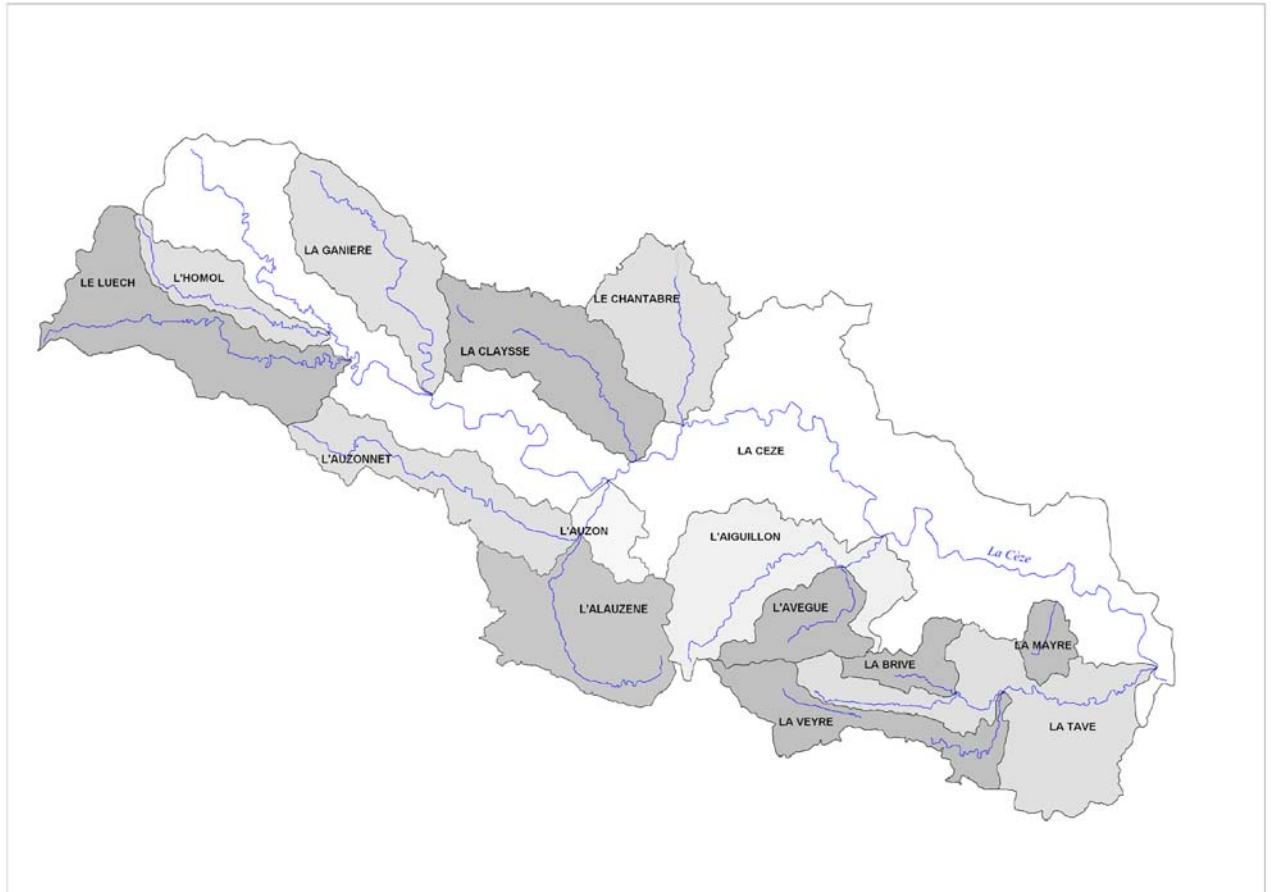 LA GANIERE
L'HOMOL
LE LUECH
LE CHANTABRE
LA CLAYSSE
LA CEZE
L'AUZONNET
L'AUZON
L'AIGUILLON
La Cèze
L'ALAUZENE
L'AVEGUE
LA MAYRE
LA BRIVE
LA VEYRE
LA TAVE